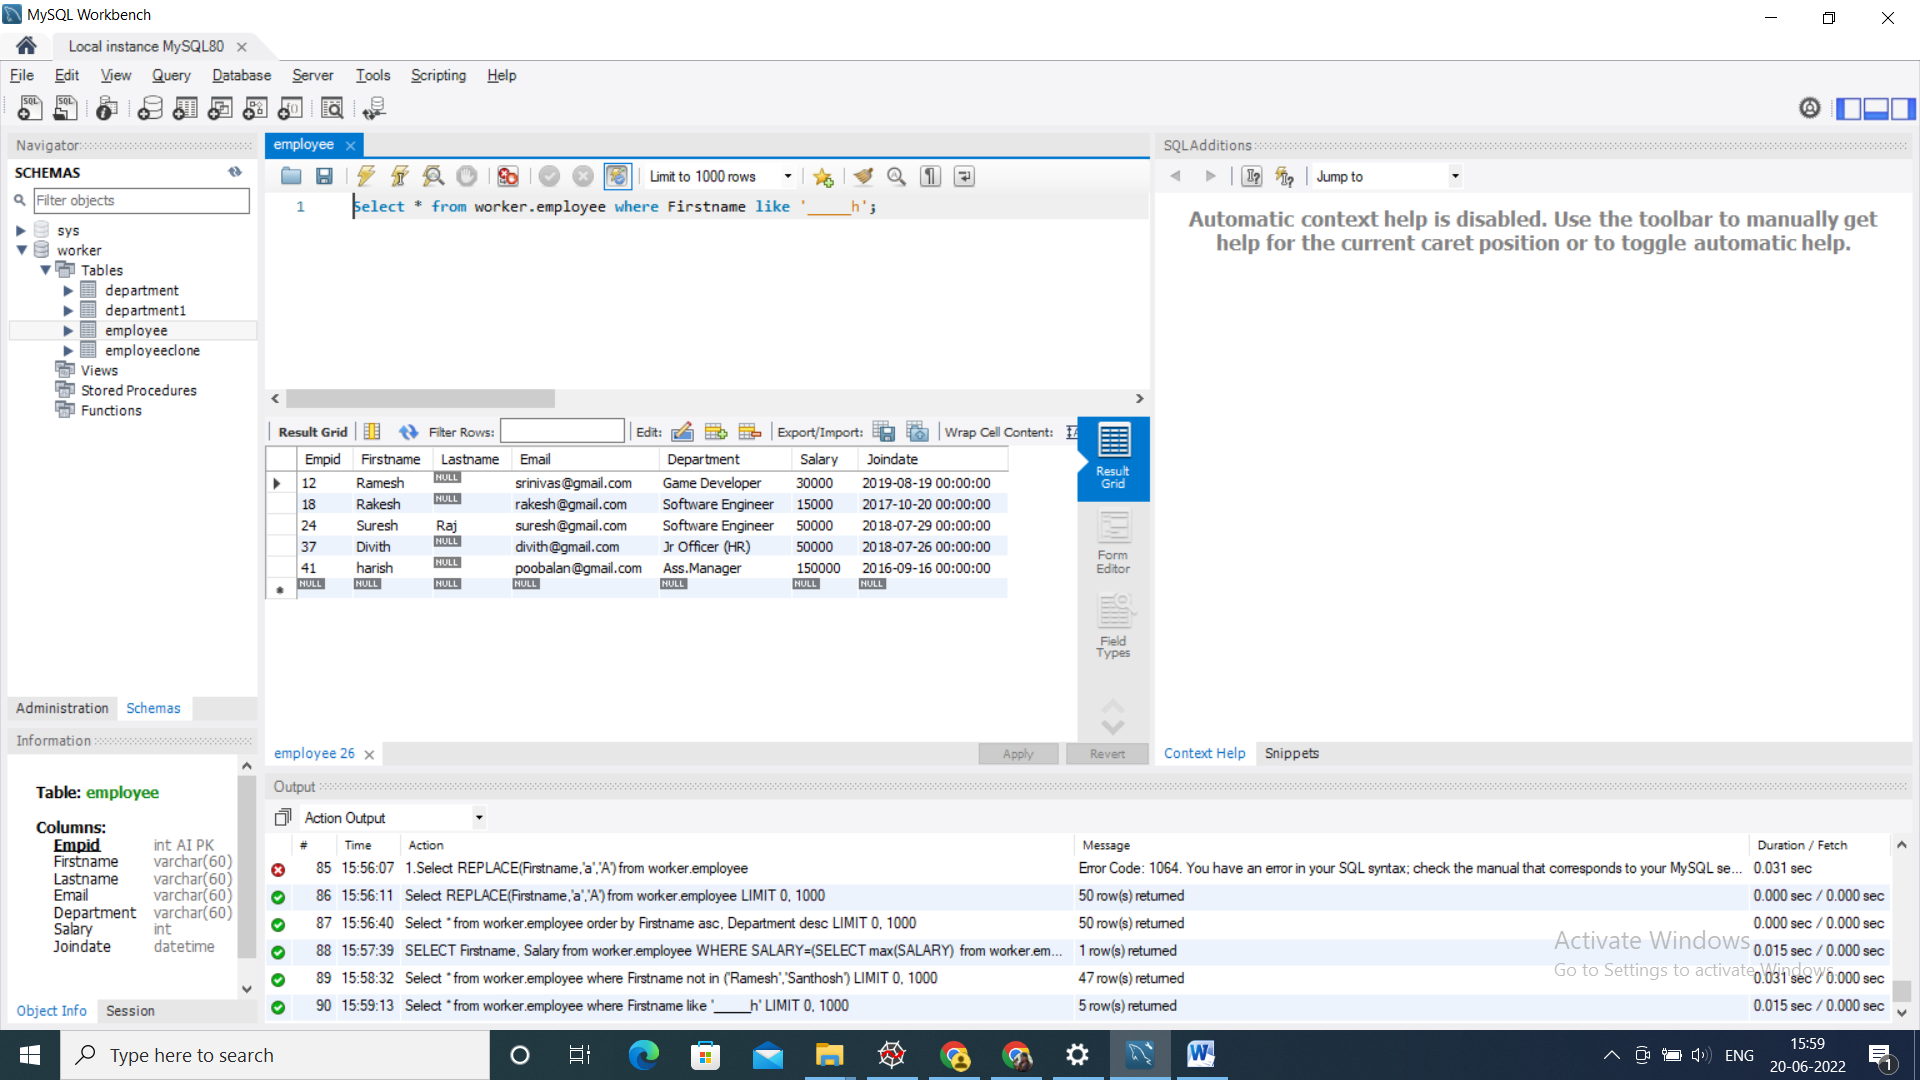 MySQL Workbench
Local instance MySQL80
File Edit View Query Database Server Tools Scripting Help
Navigator
SCHEMAS
Filter objects
sys
worker
Tables
department
department1
employee
employeeclone
Views
Stored Procedures
Functions
Administration Schemas
Information
Table: employee
Columns:
Empid int AI PK
Firstname varchar(60)
Lastname varchar(60)
Email varchar(60)
Department varchar(60)
Salary int
Joindate datetime
Object Info Session
employee
Limit to 1000 rows
1 Select * from worker.employee where Firstname like '_____h';
Result Grid Filter Rows: Edit: Export/Import: Wrap Cell Content:
Empid Firstname Lastname Email Department Salary Joindate
12 Ramesh NULL srinivas@gmail.com Game Developer 30000 2019-08-19 00:00:00
18 Rakesh NULL rakesh@gmail.com Software Engineer 15000 2017-10-20 00:00:00
24 Suresh Raj suresh@gmail.com Software Engineer 50000 2018-07-29 00:00:00
37 Divith NULL divith@gmail.com Jr Officer (HR) 50000 2018-07-26 00:00:00
41 harish NULL poobalan@gmail.com Ass.Manager 150000 2016-09-16 00:00:00
NULL NULL NULL NULL NULL NULL NULL
Result
Grid
Form
Editor
Field
Types
employee 26
Apply Revert
SQLAdditions
Jump to
Automatic context help is disabled. Use the toolbar to manually get
help for the current caret position or to toggle automatic help.
Context Help Snippets
Output
Action Output
# Time Action Message Duration / Fetch
85 15:56:07 1.Select REPLACE(Firstname,'a','A') from worker.employee Error Code: 1064. You have an error in your SQL syntax; check the manual that corresponds to your MySQL se... 0.031 sec
86 15:56:11 Select REPLACE(Firstname,'a','A') from worker.employee LIMIT 0, 1000 50 row(s) returned 0.000 sec / 0.000 sec
87 15:56:40 Select * from worker.employee order by Firstname asc, Department desc LIMIT 0, 1000 50 row(s) returned 0.000 sec / 0.000 sec
88 15:57:39 SELECT Firstname, Salary from worker.employee WHERE SALARY=(SELECT max(SALARY) from worker.em... 1 row(s) returned 0.015 sec / 0.000 sec
89 15:58:32 Select * from worker.employee where Firstname not in ('Ramesh','Santhosh') LIMIT 0, 1000 47 row(s) returned 0.031 sec / 0.000 sec
90 15:59:13 Select * from worker.employee where Firstname like '_____h' LIMIT 0, 1000 5 row(s) returned 0.015 sec / 0.000 sec
Activate Windows
Go to Settings to activate Windows.
Type here to search
ENG
15:59
20-06-2022
1